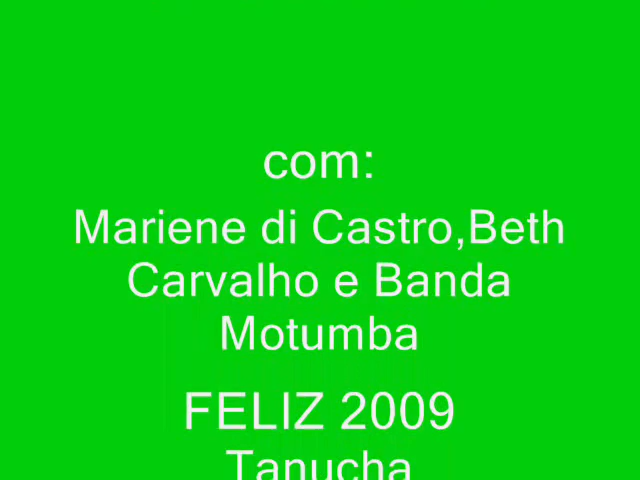 com:
Mariene di Castro,Beth
Carvalho e Banda
Motumba
FELIZ 2009
Tanucha